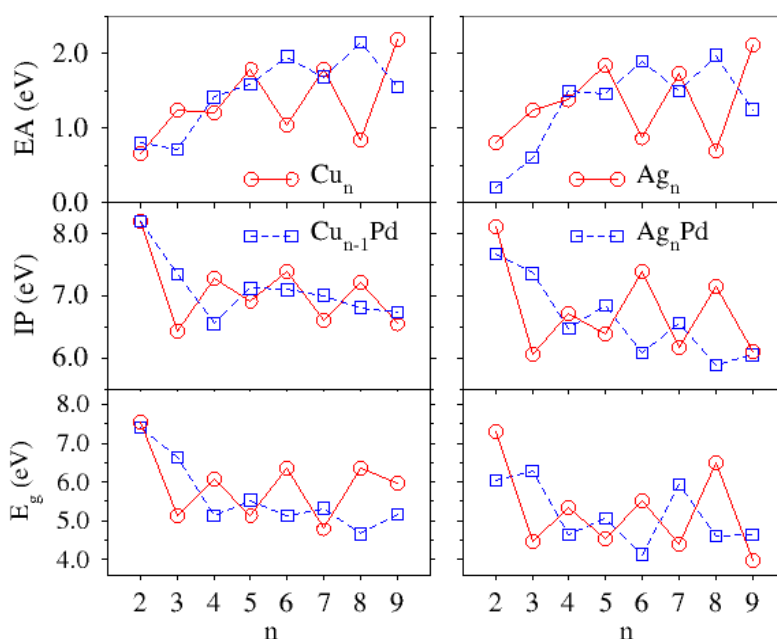 2.0
1.0
0.0
EA (eV)
Cuₙ
Agₙ
8.0
7.0
6.0
IP (eV)
Cuₙ₋₁Pd
AgₙPd
8.0
7.0
6.0
5.0
4.0
E_g (eV)
2 3 4 5 6 7 8 9
2 3 4 5 6 7 8 9
n
n